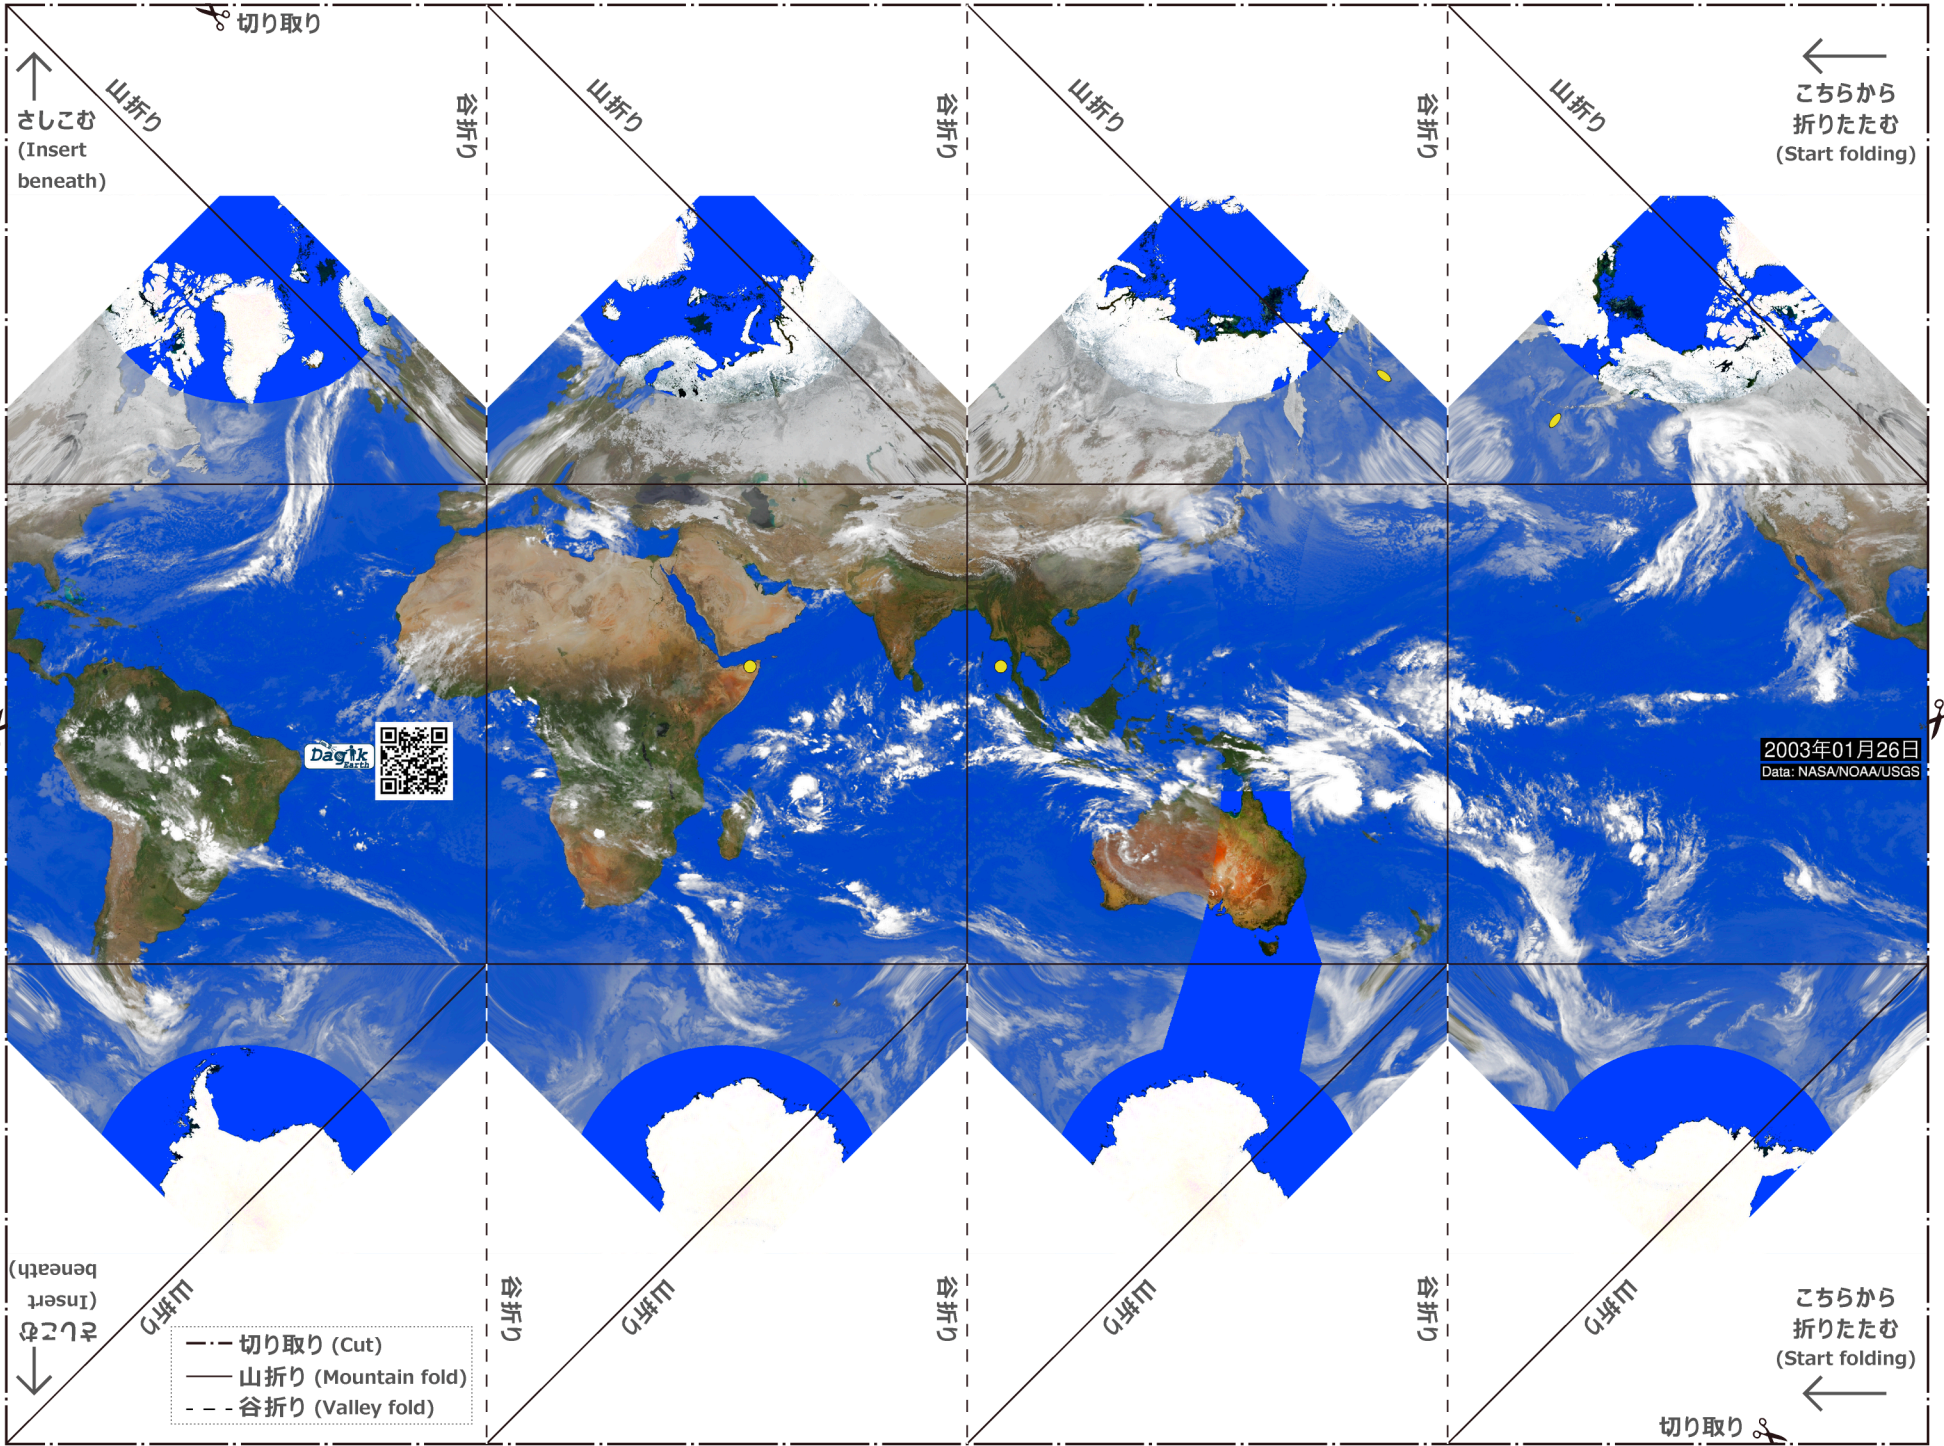 切り取り
山折り
谷折り
山折り
谷折り
山折り
谷折り
山折り
さしこむ
(Insert
beneath)
こちらから
折りたたむ
(Start folding)
Dagik
Earth
2003年01月26日
Data: NASA/NOAA/USGS
さしこむ
(Insert
beneath)
山折り
谷折り
山折り
谷折り
山折り
谷折り
山折り
こちらから
折りたたむ
(Start folding)
切り取り (Cut)
山折り (Mountain fold)
谷折り (Valley fold)
切り取り